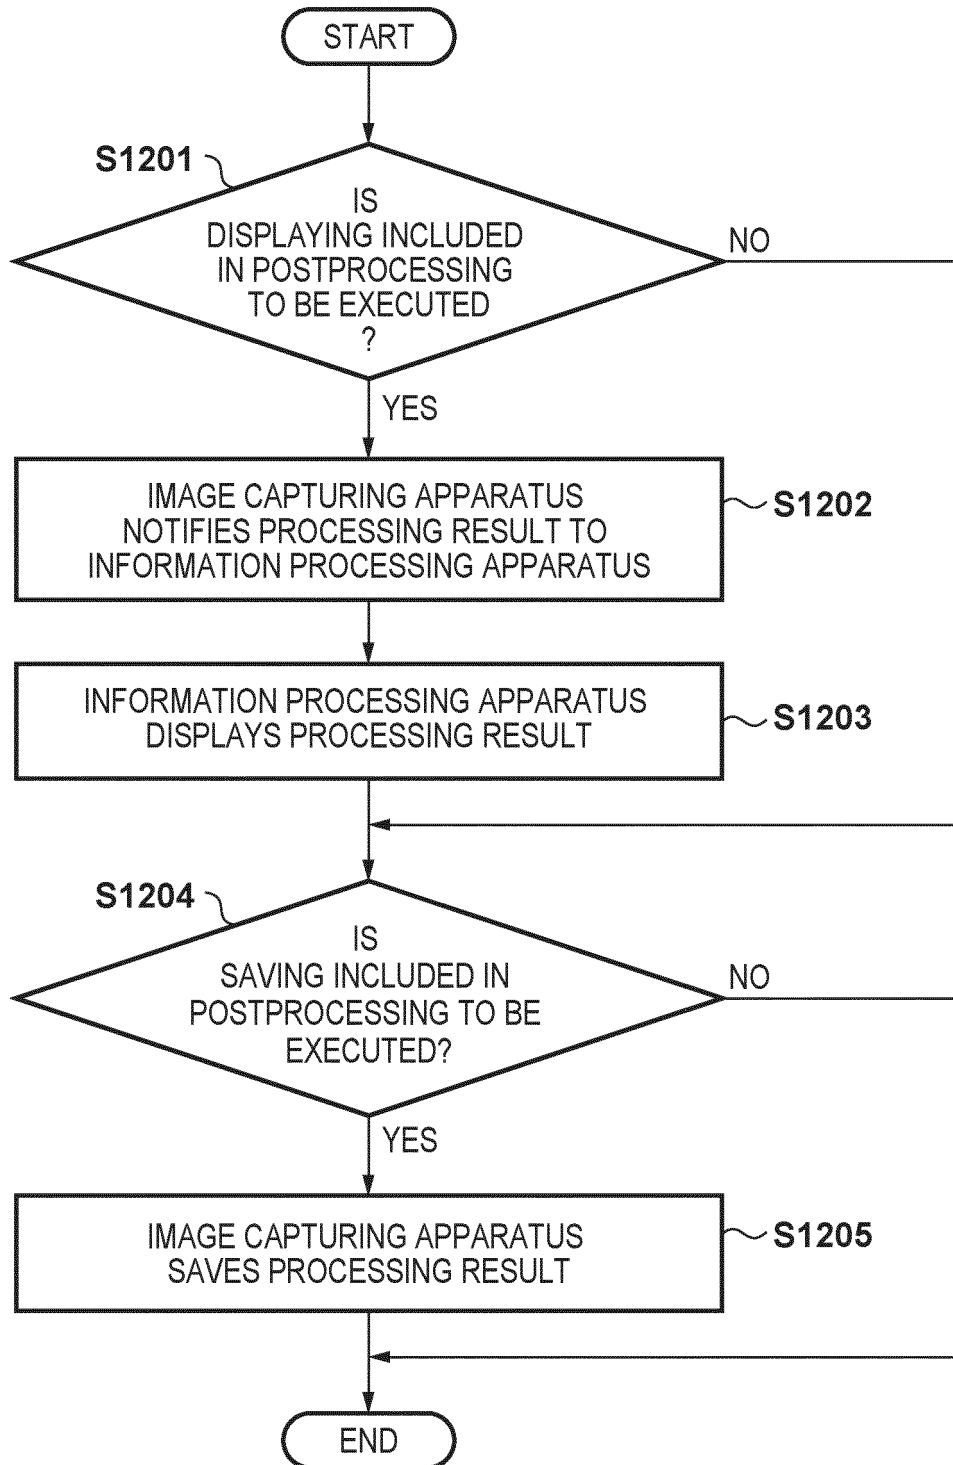 START
S1201
IS
DISPLAYING INCLUDED
IN POSTPROCESSING
TO BE EXECUTED
?
NO
YES
IMAGE CAPTURING APPARATUS
NOTIFIES PROCESSING RESULT TO
INFORMATION PROCESSING APPARATUS
S1202
INFORMATION PROCESSING APPARATUS
DISPLAYS PROCESSING RESULT
S1203
S1204
IS
SAVING INCLUDED IN
POSTPROCESSING TO BE
EXECUTED?
NO
YES
IMAGE CAPTURING APPARATUS
SAVES PROCESSING RESULT
S1205
END